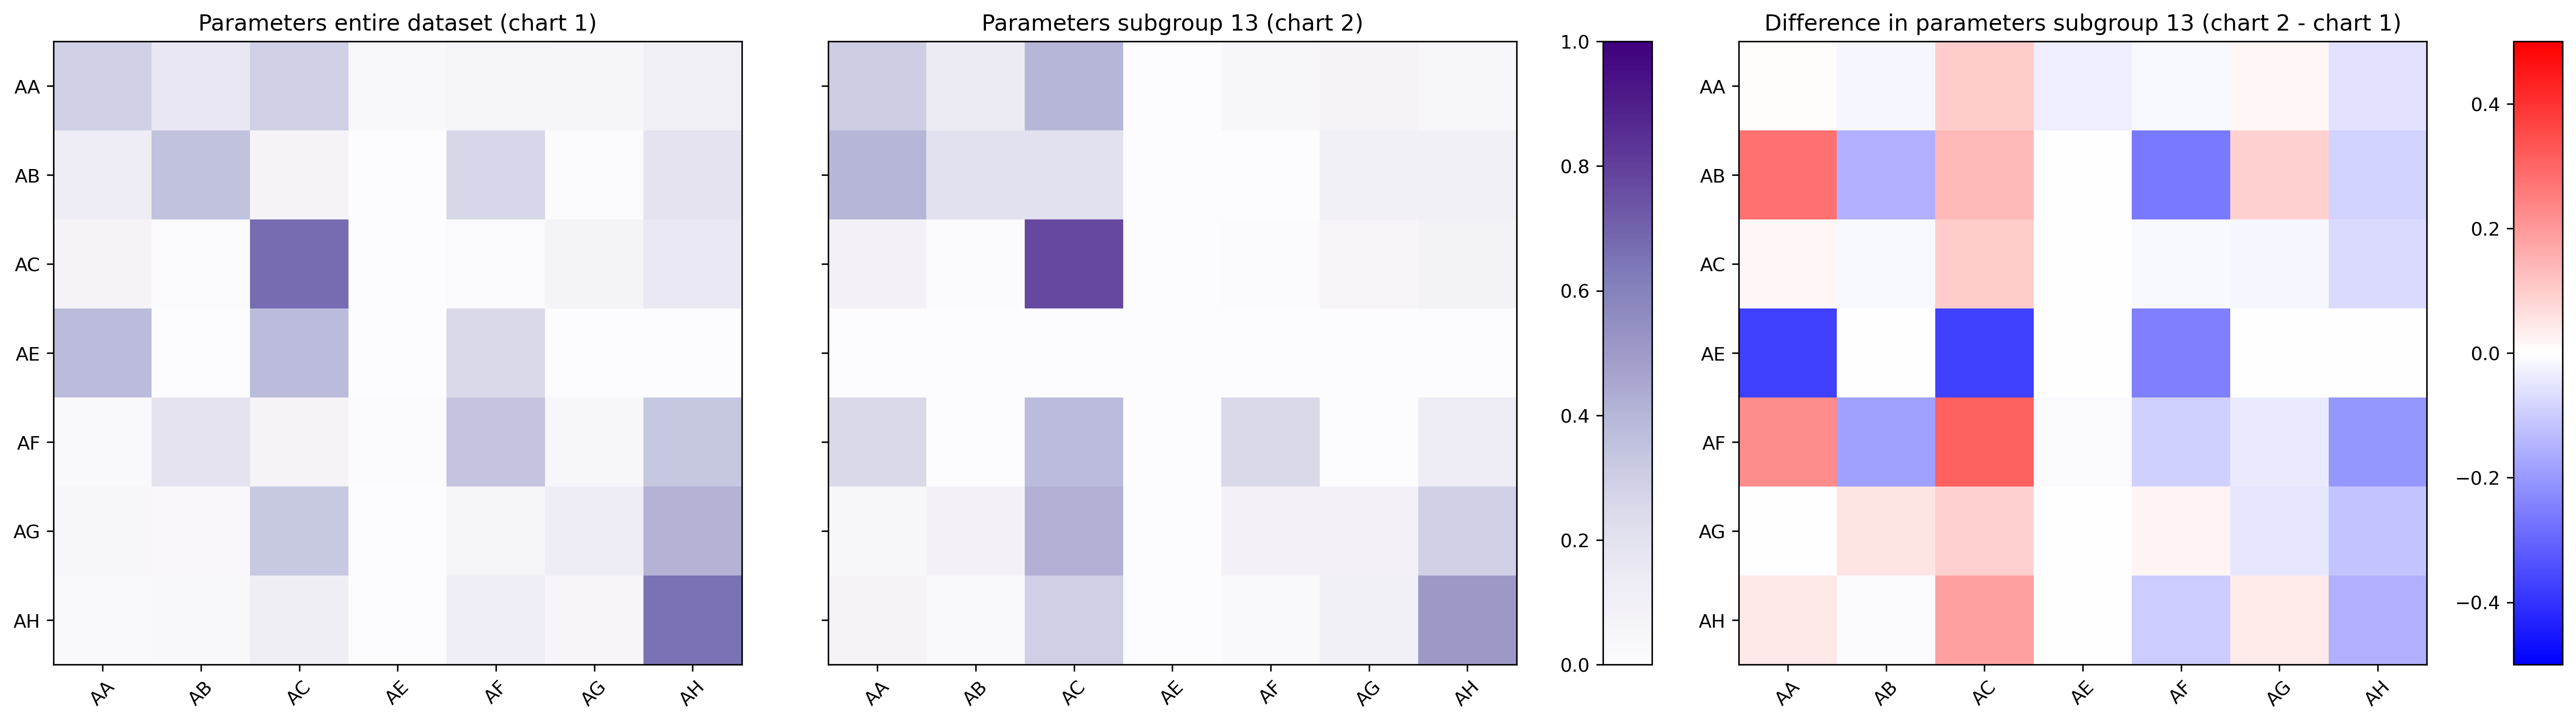 Parameters entire dataset (chart 1)
AA
AB
AC
AE
AF
AG
AH
AA
AB
AC
AE
AF
AG
AH
Parameters subgroup 13 (chart 2)
AA
AB
AC
AE
AF
AG
AH
1.0
0.8
0.6
0.4
0.2
0.0
Difference in parameters subgroup 13 (chart 2 - chart 1)
AA
AB
AC
AE
AF
AG
AH
AA
AB
AC
AE
AF
AG
AH
0.4
0.2
0.0
−0.2
−0.4